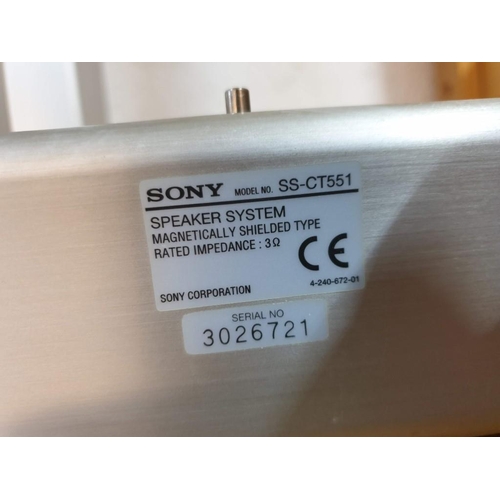 SONY MODEL NO. SS-CT551
SPEAKER SYSTEM
MAGNETICALLY SHIELDED TYPE
RATED IMPEDANCE : 3 Ω
CE
4-240-672-01
SONY CORPORATION
SERIAL NO
3026721